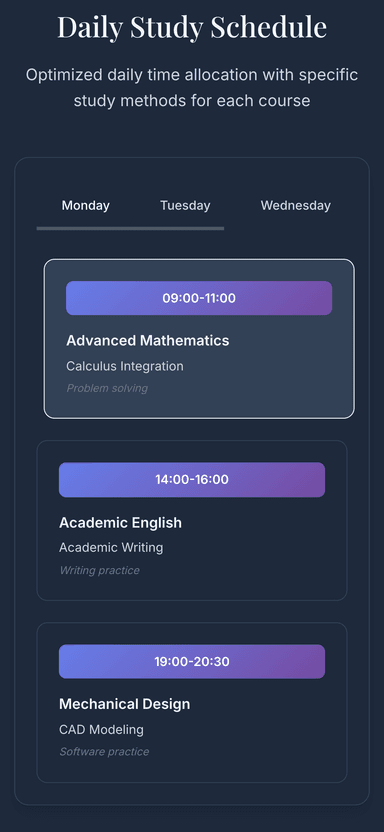 Daily Study Schedule
Optimized daily time allocation with specific
study methods for each course
Monday
Tuesday
Wednesday
09:00-11:00
Advanced Mathematics
Calculus Integration
Problem solving
14:00-16:00
Academic English
Academic Writing
Writing practice
19:00-20:30
Mechanical Design
CAD Modeling
Software practice